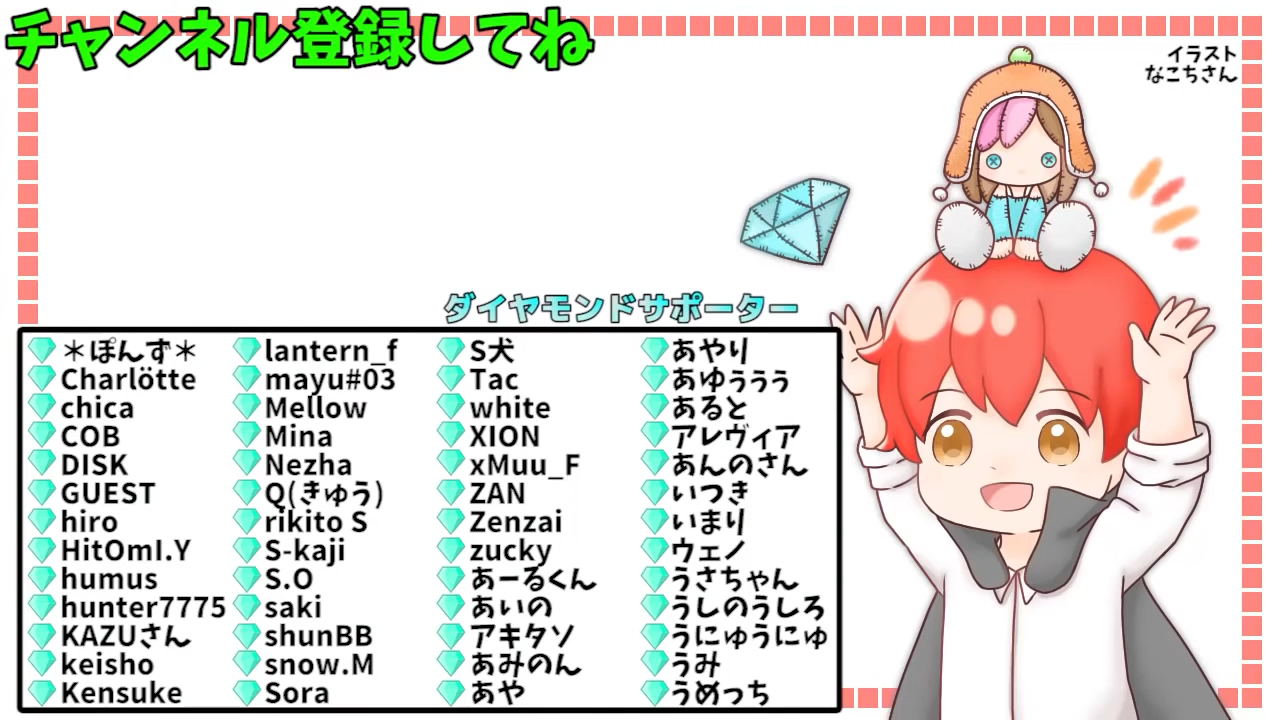 チャンネル登録してね
イラスト
なこちさん
ダイヤモンドサポーター
＊ぽんず＊
Charlötte
chica
COB
DISK
GUEST
hiro
HitOmI.Y
humus
hunter7775
KAZUさん
keisho
Kensuke
lantern_f
mayu#03
Mellow
Mina
Nezha
Q(きゅう)
rikito S
S-kaji
S.O
saki
shunBB
snow.M
Sora
S犬
Tac
white
XION
xMuu_F
ZAN
Zenzai
zucky
あーるくん
あいの
アキタソ
あみのん
あや
あやり
あゆぅぅぅ
あると
アレヴィア
あんのさん
いつき
いまり
ウェノ
うさちゃん
うしのうしろ
うにゅうにゅ
うみ
うめっち